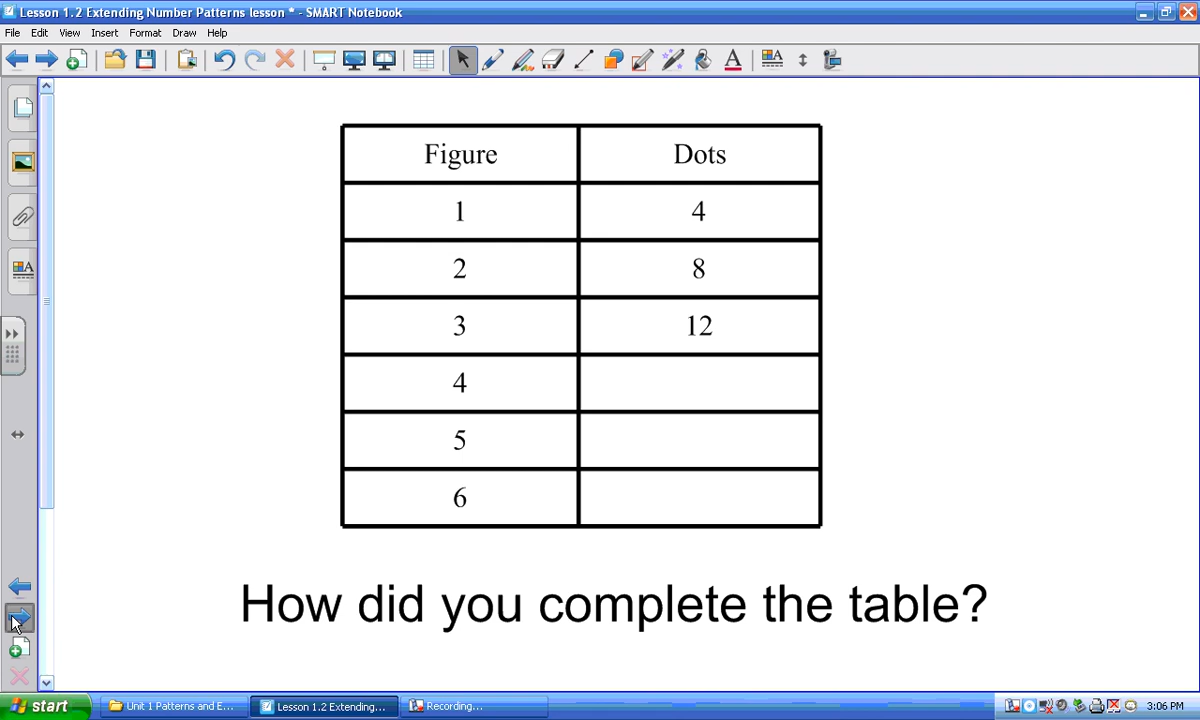 Lesson 1.2 Extending Number Patterns lesson * - SMART Notebook
File Edit View Insert Format Draw Help
Figure Dots
1 4
2 8
3 12
4
5
6
How did you complete the table?
start Unit 1 Patterns and E... Lesson 1.2 Extending... Recording... 3:06 PM